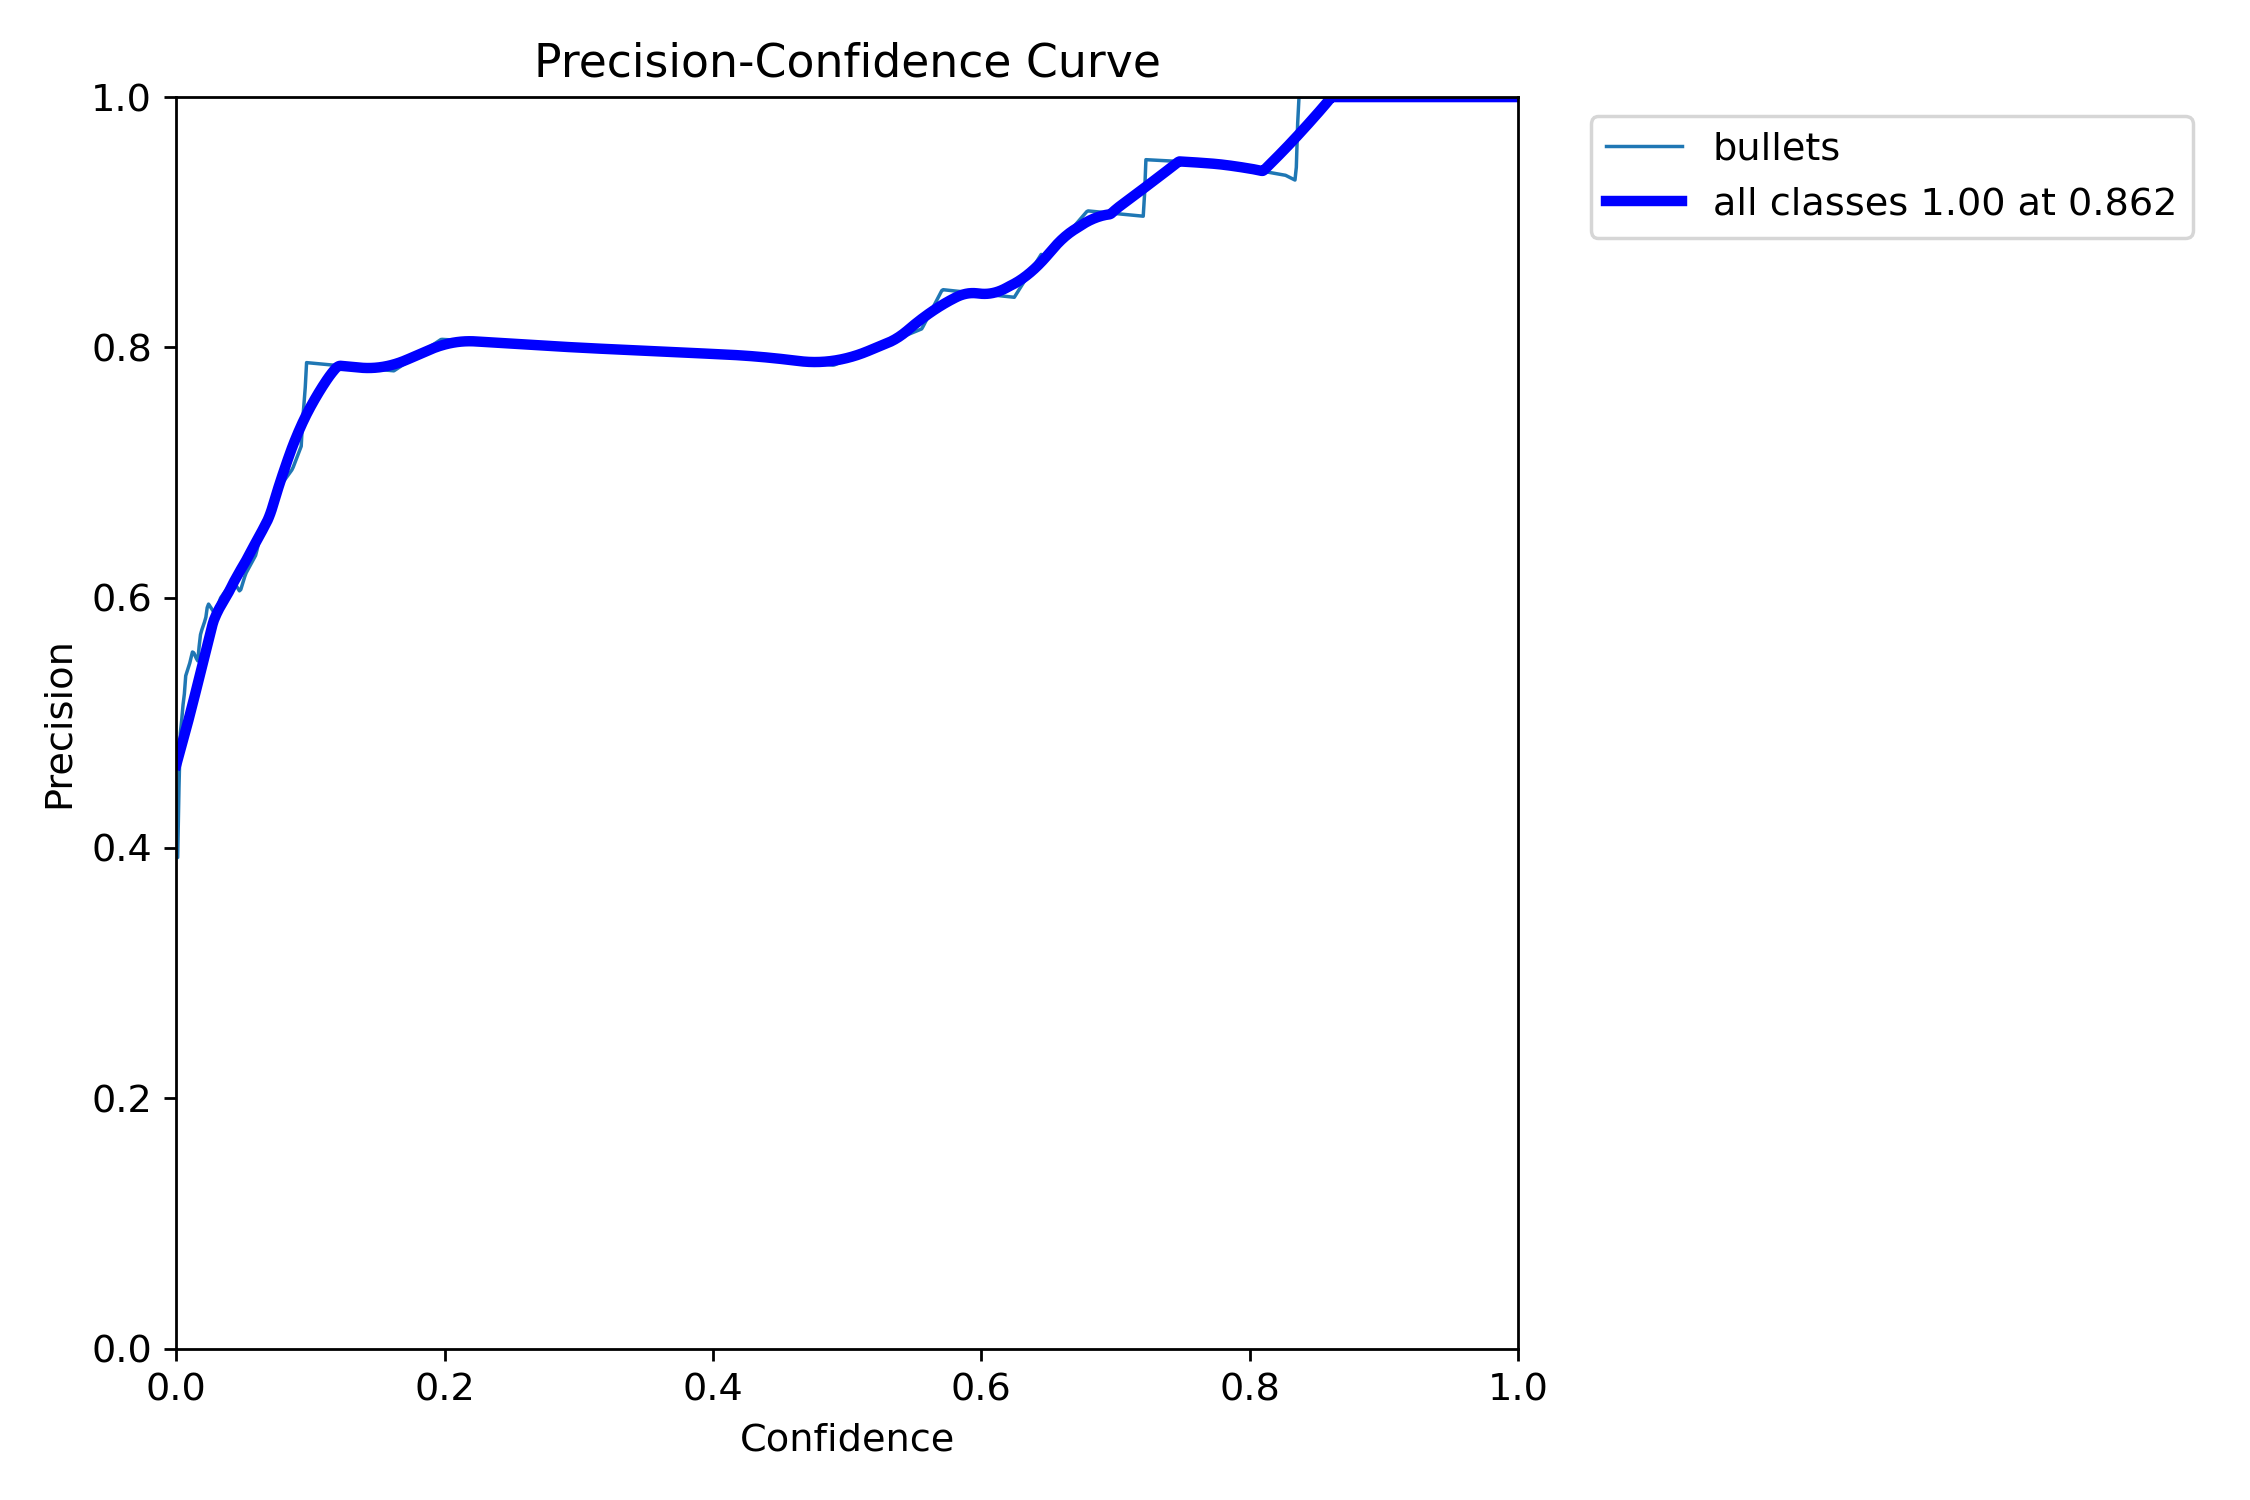 Precision-Confidence Curve
bullets
all classes 1.00 at 0.862
Precision
1.0
0.8
0.6
0.4
0.2
0.0
0.0 0.2 0.4 0.6 0.8 1.0
Confidence